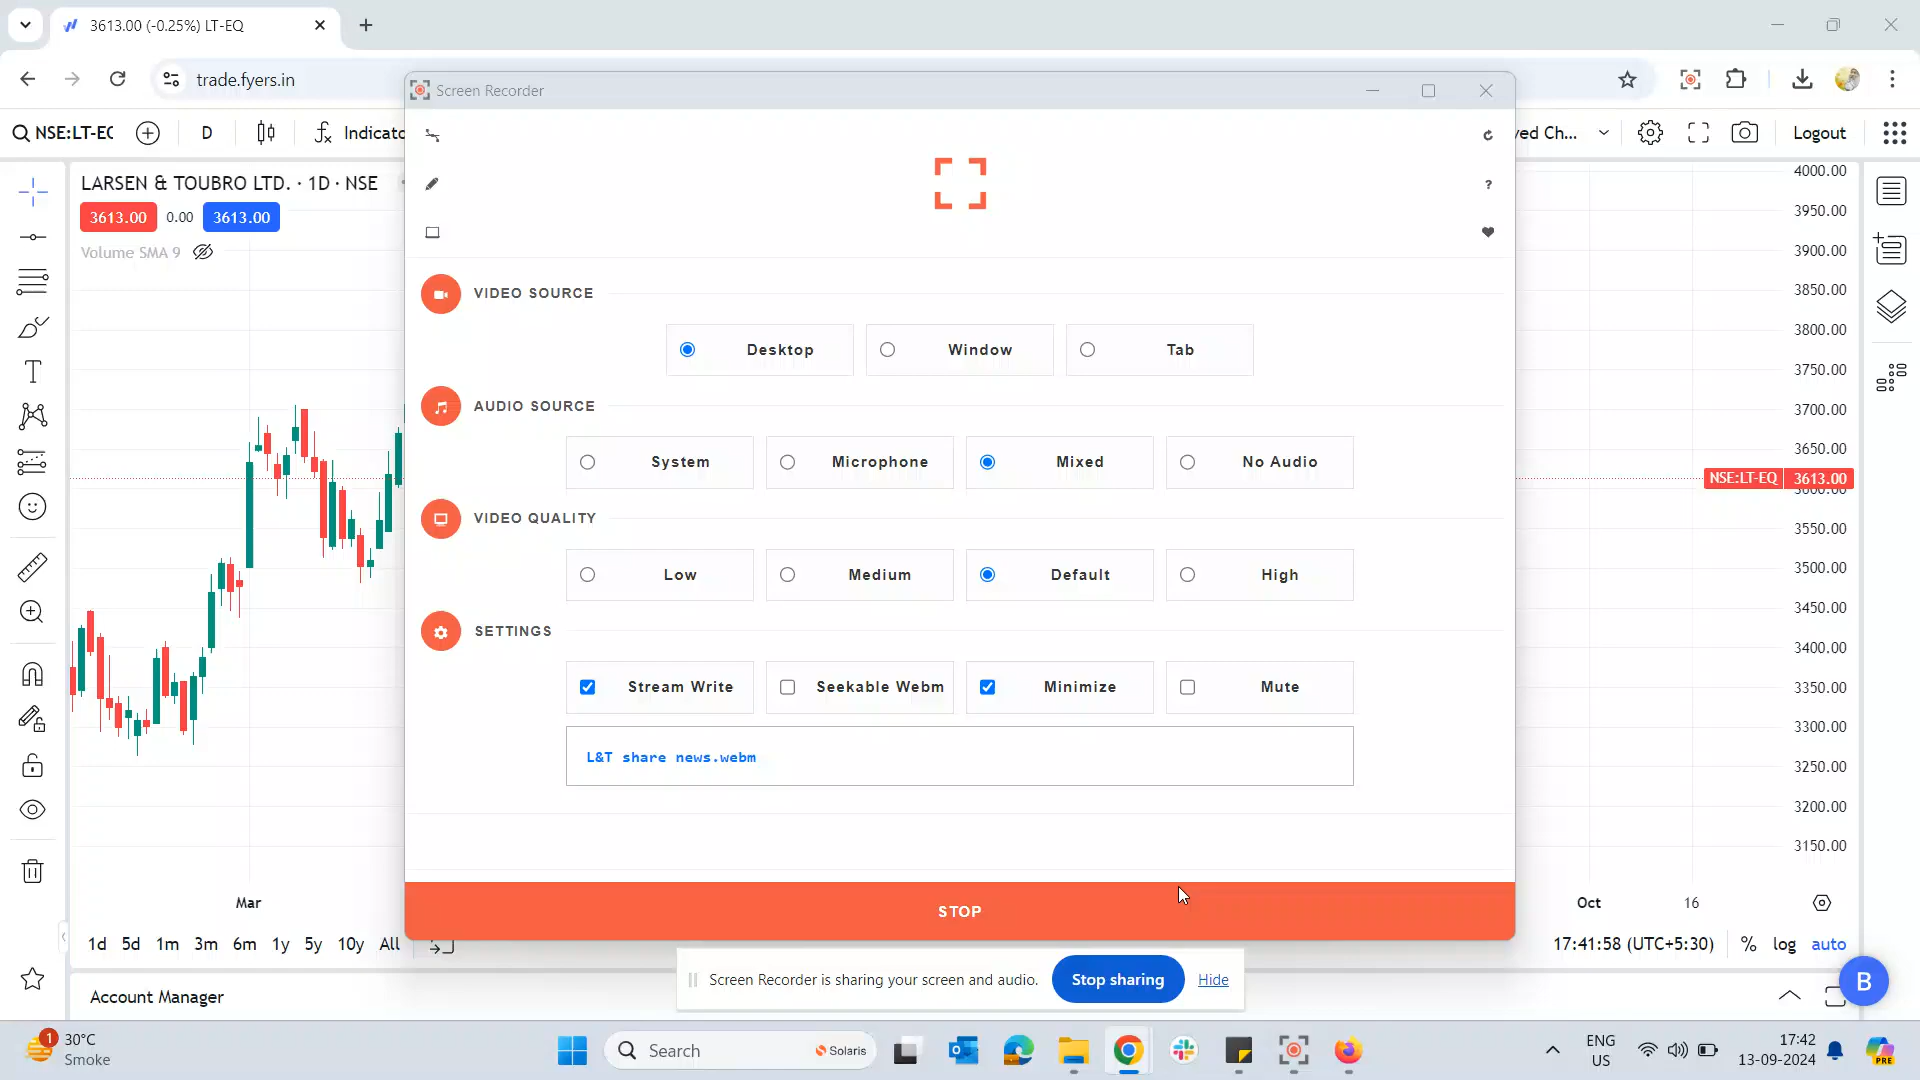 3613.00 (-0.25%) LT-EQ
trade.fyers.in
Screen Recorder
NSE:LT-EC
D
Indicato
ved Ch...
Logout
LARSEN & TOUBRO LTD. · 1D · NSE
3613.00
0.00
3613.00
Volume SMA 9
?
VIDEO SOURCE
Desktop
Window
Tab
AUDIO SOURCE
System
Microphone
Mixed
No Audio
VIDEO QUALITY
Low
Medium
Default
High
SETTINGS
Stream Write
Seekable Webm
Minimize
Mute
L&T share news.webm
STOP
4000.00
3950.00
3900.00
3850.00
3800.00
3750.00
3700.00
3650.00
NSE:LT-EQ
3613.00
3600.00
3550.00
3500.00
3450.00
3400.00
3350.00
3300.00
3250.00
3200.00
3150.00
Mar
Oct
16
1d
5d
1m
3m
6m
1y
5y
10y
All
17:41:58 (UTC+5:30)
%
log
auto
Screen Recorder is sharing your screen and audio.
Stop sharing
Hide
Account Manager
B
1
30°C
Smoke
Search
Solaris
ENG
US
17:42
13-09-2024
PRE